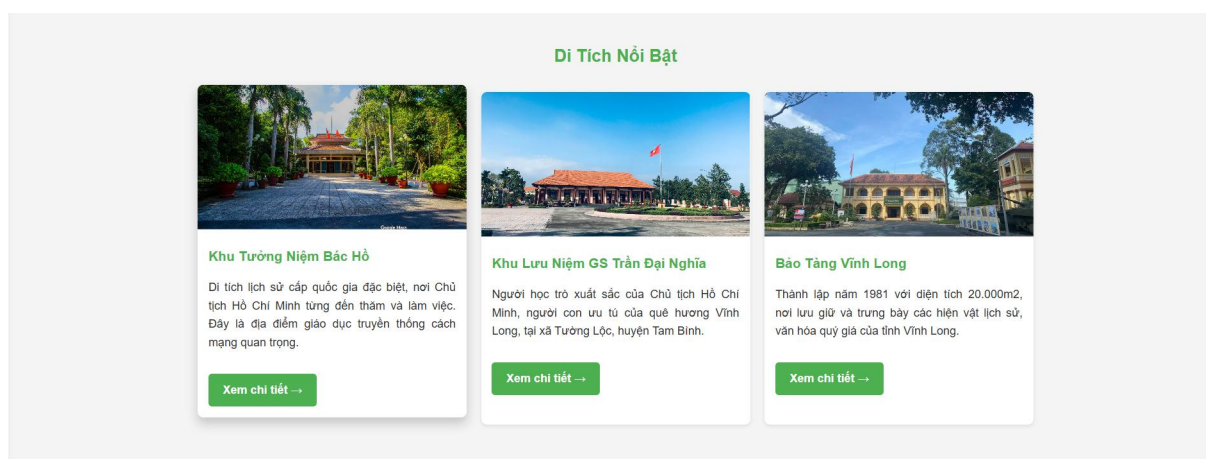 Di Tích Nổi Bật
Khu Tưởng Niệm Bác Hồ
Di tích lịch sử cấp quốc gia đặc biệt, nơi Chủ
tịch Hồ Chí Minh từng đến thăm và làm việc.
Đây là địa điểm giáo dục truyền thống cách
mạng quan trọng.
Xem chi tiết →
Khu Lưu Niệm GS Trần Đại Nghĩa
Người học trò xuất sắc của Chủ tịch Hồ Chí
Minh, người con ưu tú của quê hương Vĩnh
Long, tại xã Tường Lộc, huyện Tam Bình.
Xem chi tiết →
Bảo Tàng Vĩnh Long
Thành lập năm 1981 với diện tích 20.000m2,
nơi lưu giữ và trưng bày các hiện vật lịch sử,
văn hóa quý giá của tỉnh Vĩnh Long.
Xem chi tiết →